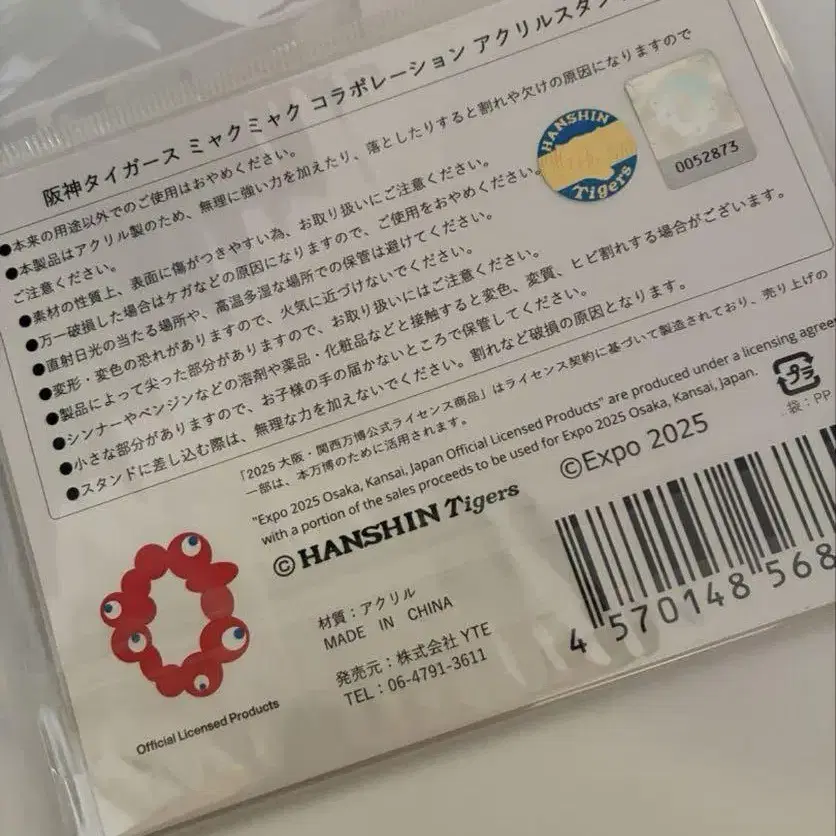 阪神タイガース ミャクミャク コラボレーション アクリルスタン
●本来の用途以外でのご使用はおやめください。
●本製品はアクリル製のため、無理に強い力を加えたり、落としたりすると割れや欠けの原因になりますので
ご注意ください。
●素材の性質上、表面に傷がつきやすい為、お取り扱いにご注意ください。
●万一破損した場合はケガなどの原因になりますので、ご使用をおやめください。
●直射日光の当たる場所や、高温多湿な場所での保管は避けてください。
●変形・変色の恐れがありますので、火気に近づけないでください。
●製品によって尖った部分がありますので、お取り扱いにはご注意ください。
●シンナーやベンジンなどの溶剤や薬品・化粧品などと接触すると変色、変質、ヒビ割れする場合がございます。
●小さな部分がありますので、お子様の手の届かないところで保管してください。
●スタンドに差し込む際は、無理な力を加えないでください。割れなど破損の原因となります。
HANSHIN
Tigers
0052873
「2025 大阪・関西万博公式ライセンス商品」はライセンス契約に基づいて製造されており、売り上げの
一部は、本万博のために活用されます。
"Expo 2025 Osaka, Kansai, Japan Official Licensed Products" are produced under a licensing agree
with a portion of the sales proceeds to be used for Expo 2025 Osaka, Kansai, Japan.
プラ
袋：PP
©HANSHIN Tigers
©Expo 2025
材質：アクリル
MADE IN CHINA
発売元：株式会社 YTE
TEL：06-4791-3611
4 570148 568
Official Licensed Products